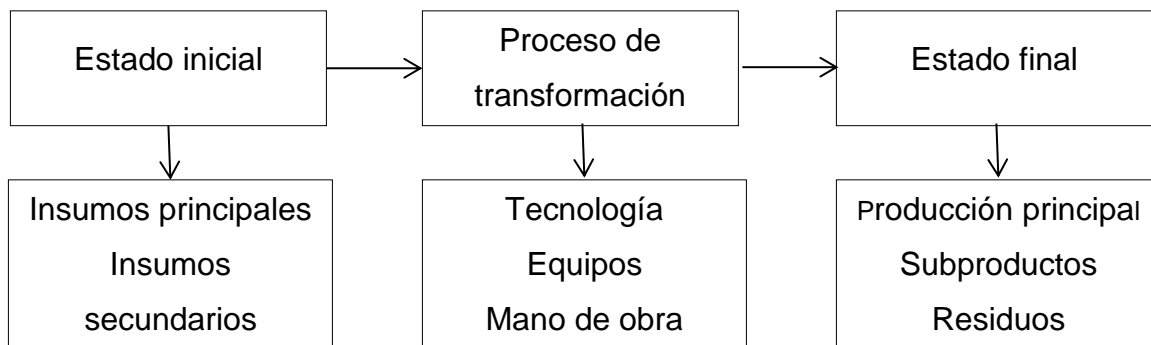 Estado inicial
Proceso de
transformación
Estado final
Insumos principales
Insumos
secundarios
Tecnología
Equipos
Mano de obra
Producción principal
Subproductos
Residuos